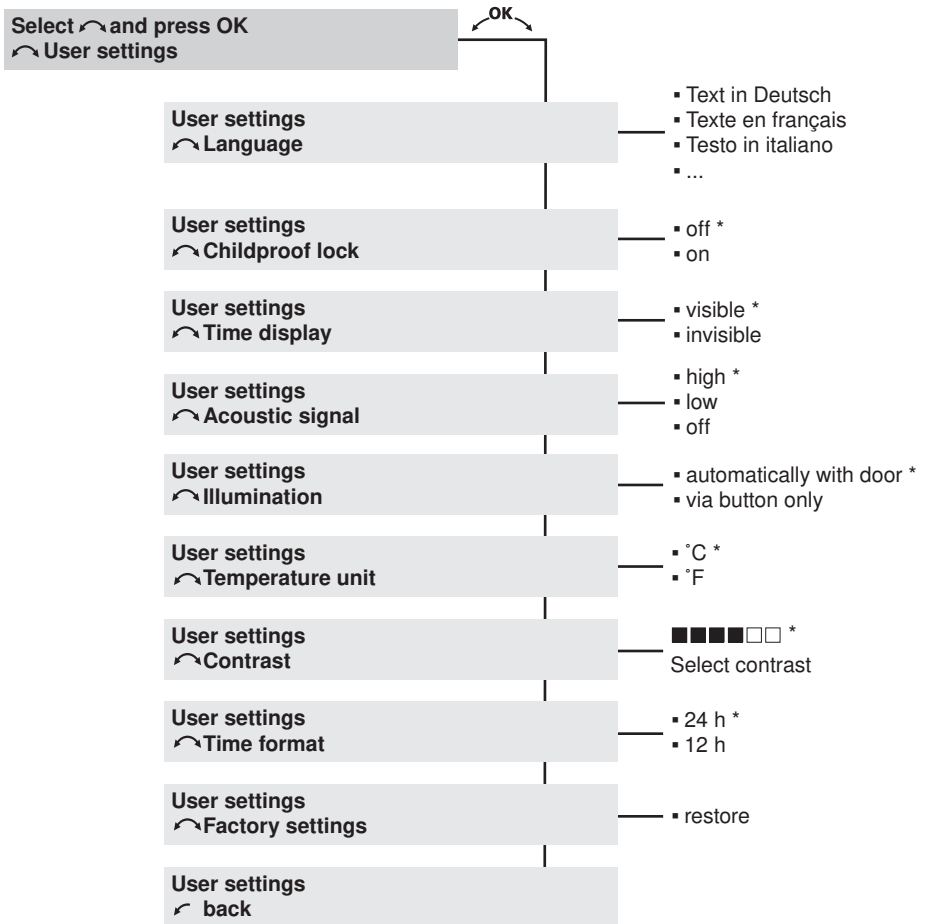 OK
Select and press OK
User settings
User settings
Language
▪ Text in Deutsch
▪ Texte en français
▪ Testo in italiano
▪ ...
User settings
Childproof lock
▪ off *
▪ on
User settings
Time display
▪ visible *
▪ invisible
User settings
Acoustic signal
▪ high *
▪ low
▪ off
User settings
Illumination
▪ automatically with door *
▪ via button only
User settings
Temperature unit
▪ ˚C *
▪ ˚F
User settings
Contrast
■■■■□□ *
Select contrast
User settings
Time format
▪ 24 h *
▪ 12 h
User settings
Factory settings
▪ restore
User settings
back